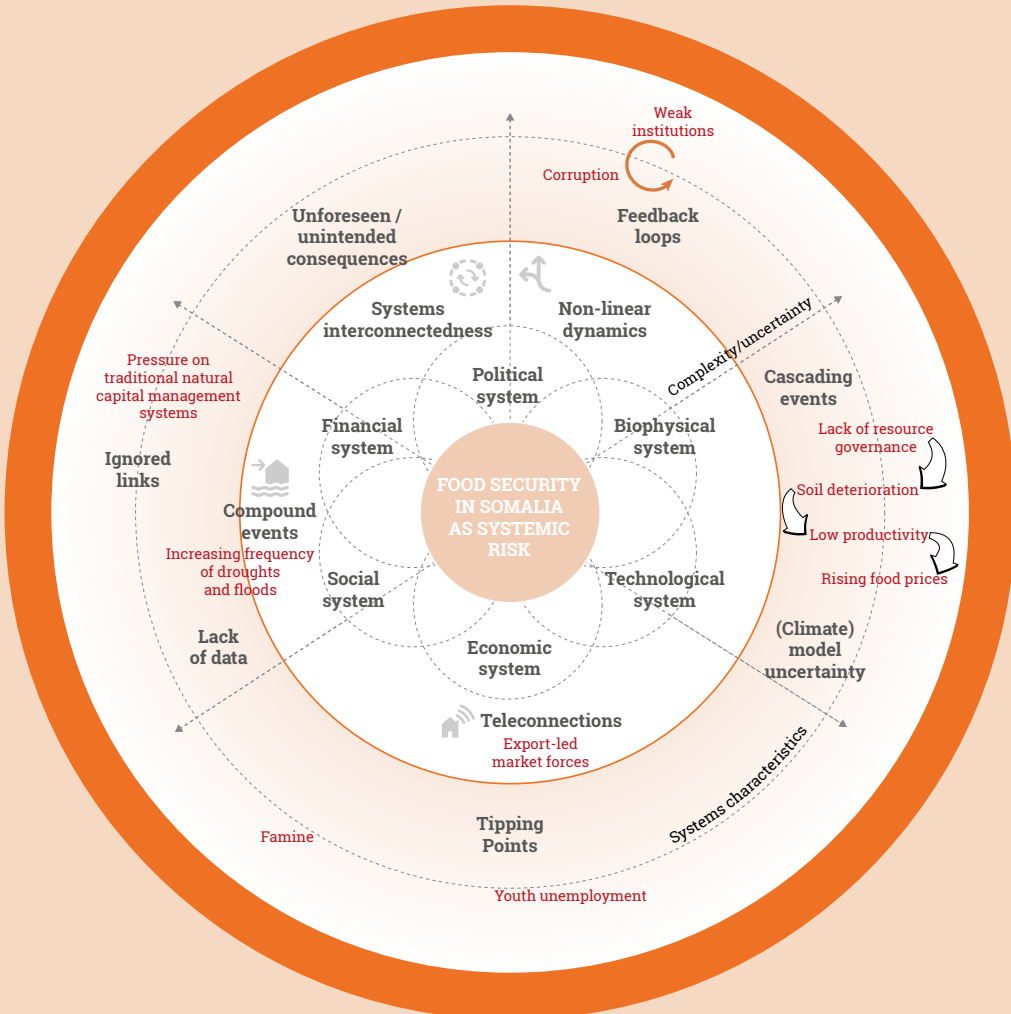 Weak
institutions
Corruption
Unforeseen /
unintended
consequences
Feedback
loops
Systems
interconnectedness
Non-linear
dynamics
Complexity/uncertainty
Pressure on
traditional natural
capital management
systems
Political
system
Cascading
events
Financial
system
Biophysical
system
Lack of resource
governance
Ignored
links
FOOD SECURITY
IN SOMALIA
AS SYSTEMIC
RISK
Soil deterioration
Compound
events
Increasing frequency
of droughts
and floods
Low productivity
Rising food prices
Social
system
Technological
system
Lack
of data
(Climate)
model
uncertainty
Economic
system
Teleconnections
Export-led
market forces
Systems characteristics
Tipping
Points
Famine
Youth unemployment